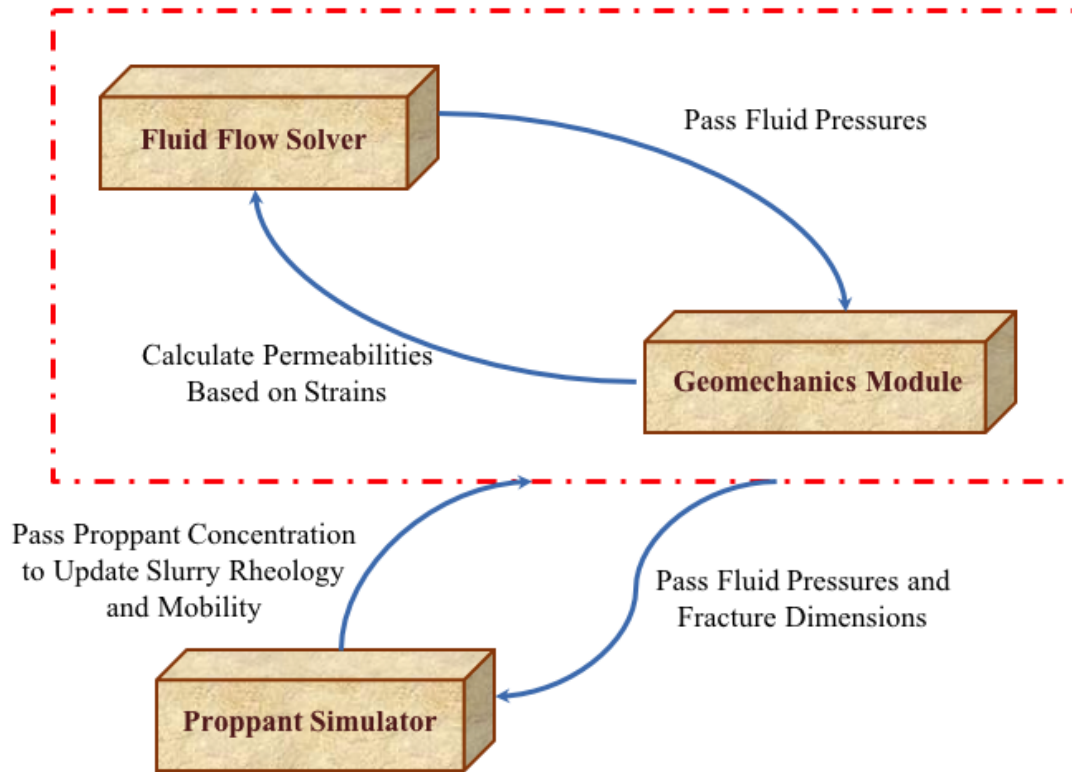 Fluid Flow Solver
Pass Fluid Pressures
Calculate Permeabilities
Based on Strains
Geomechanics Module
Pass Proppant Concentration
to Update Slurry Rheology
and Mobility
Pass Fluid Pressures and
Fracture Dimensions
Proppant Simulator